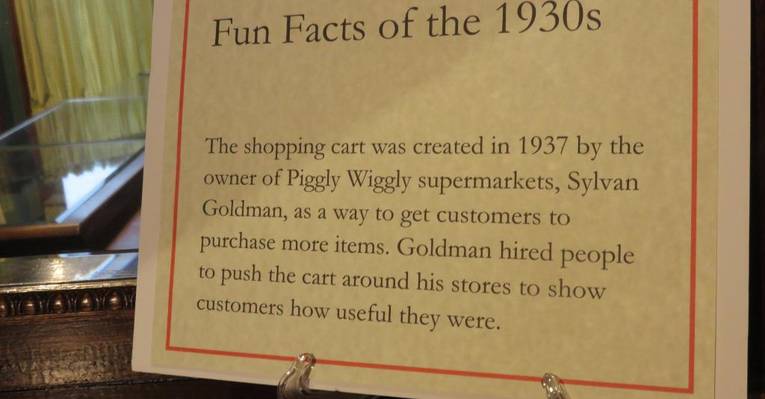 Fun Facts of the 1930s
The shopping cart was created in 1937 by the
owner of Piggly Wiggly supermarkets, Sylvan
Goldman, as a way to get customers to
purchase more items. Goldman hired people
to push the cart around his stores to show
customers how useful they were.